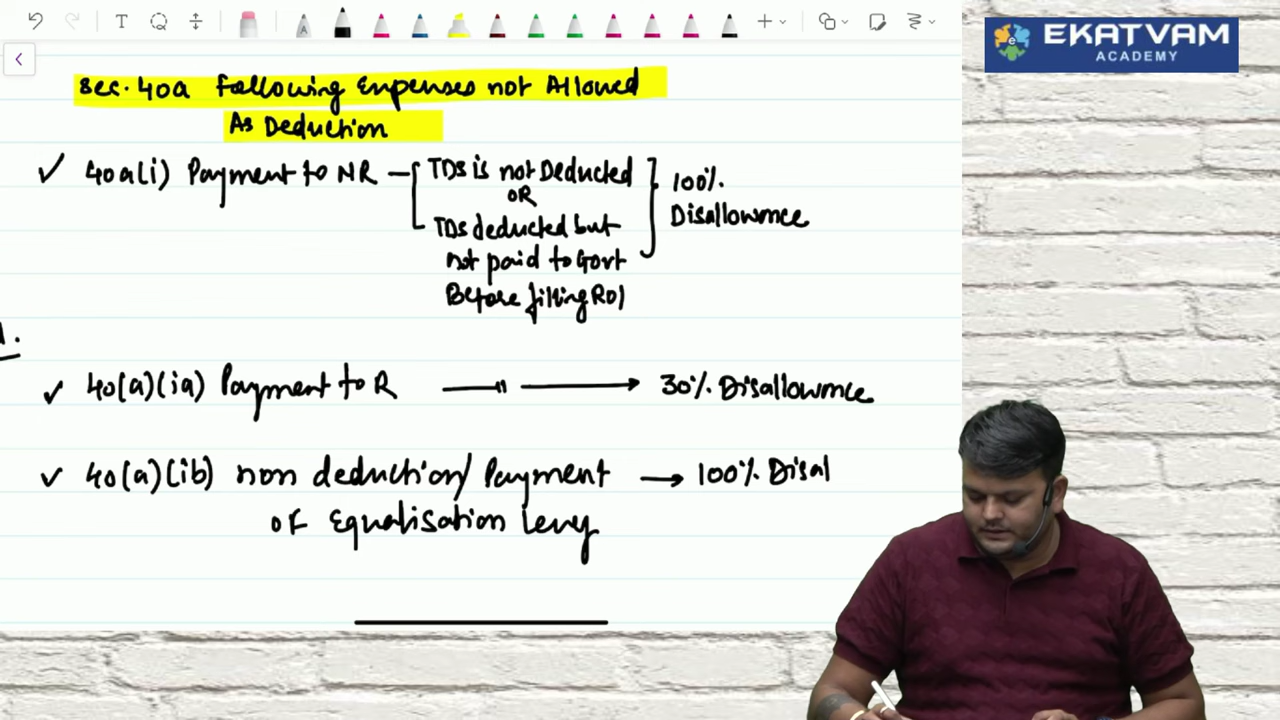 EKATVAM
ACADEMY
Sec. 40a Following Expenses not Allowed
As Deduction
✓ 40a(i) Payment to NR — TDS is not Deducted
OR
TDS deducted but
not paid to Govt
Before filling ROI
100%
Disallowance
1.
✓ 40(a)(ia) Payment to R —〃→ 30% Disallowance
✓ 40(a)(ib) non deduction/Payment → 100% Disal
of Equalisation Levy